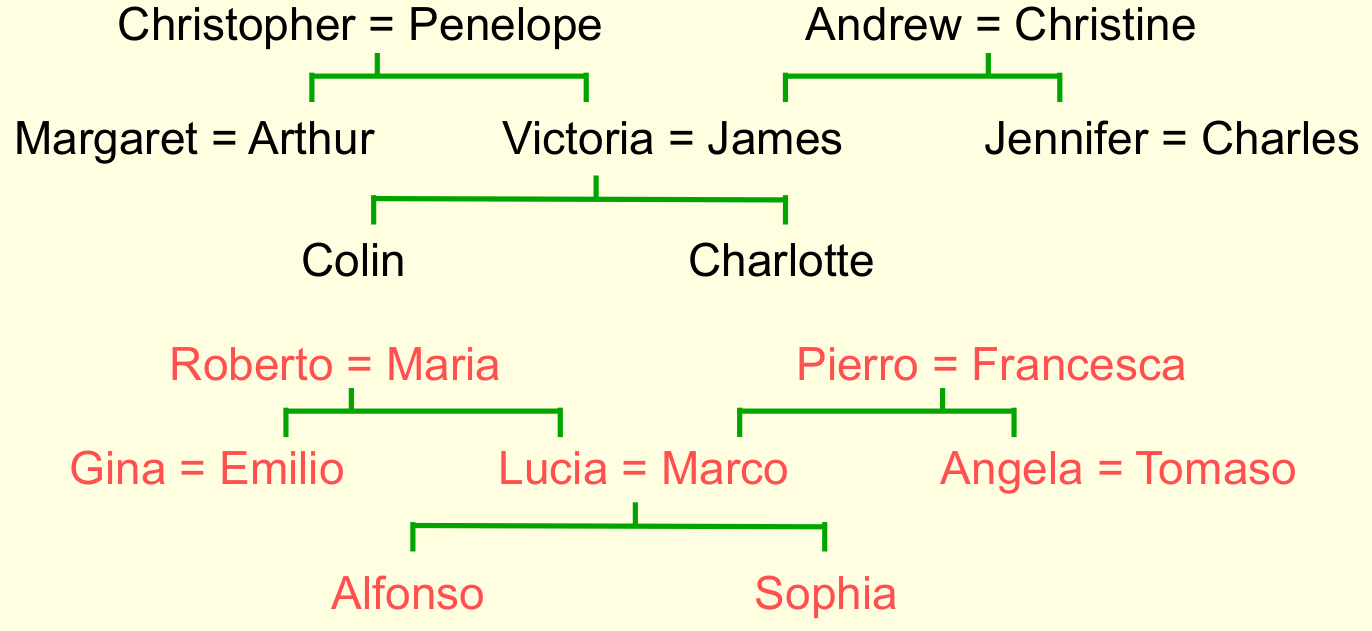 Christopher = Penelope Andrew = Christine
Margaret = Arthur Victoria = James Jennifer = Charles
Colin Charlotte
Roberto = Maria Pierro = Francesca
Gina = Emilio Lucia = Marco Angela = Tomaso
Alfonso Sophia